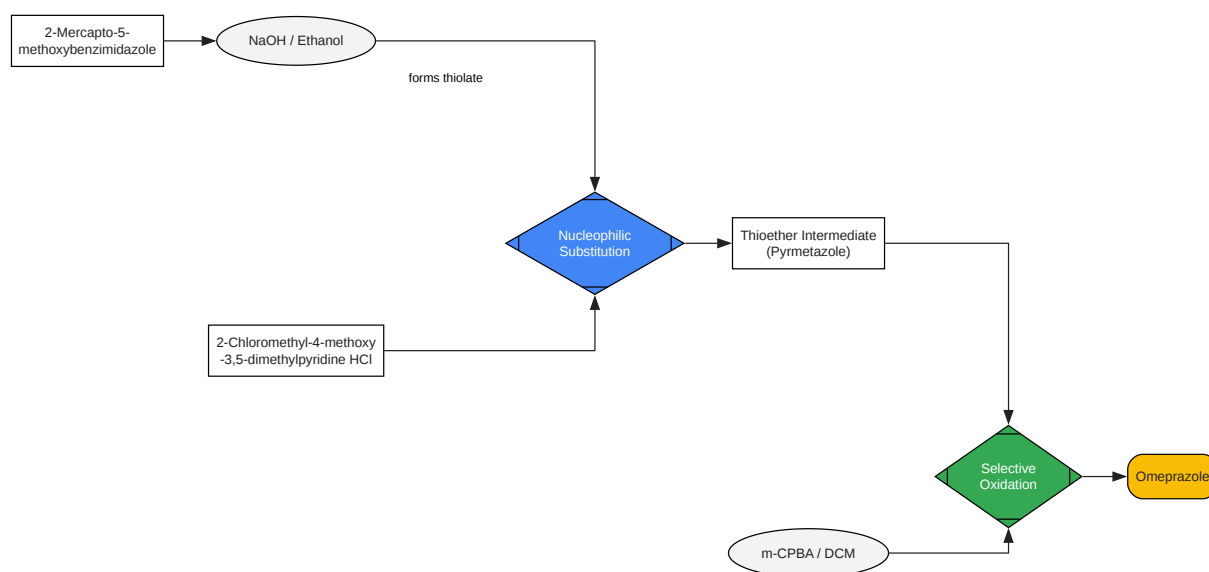 2-Mercapto-5-
methoxybenzimidazole
NaOH / Ethanol
forms thiolate
Nucleophilic
Substitution
Thioether Intermediate
(Pyrmetazole)
2-Chloromethyl-4-methoxy
-3,5-dimethylpyridine HCl
Selective
Oxidation
Omeprazole
m-CPBA / DCM